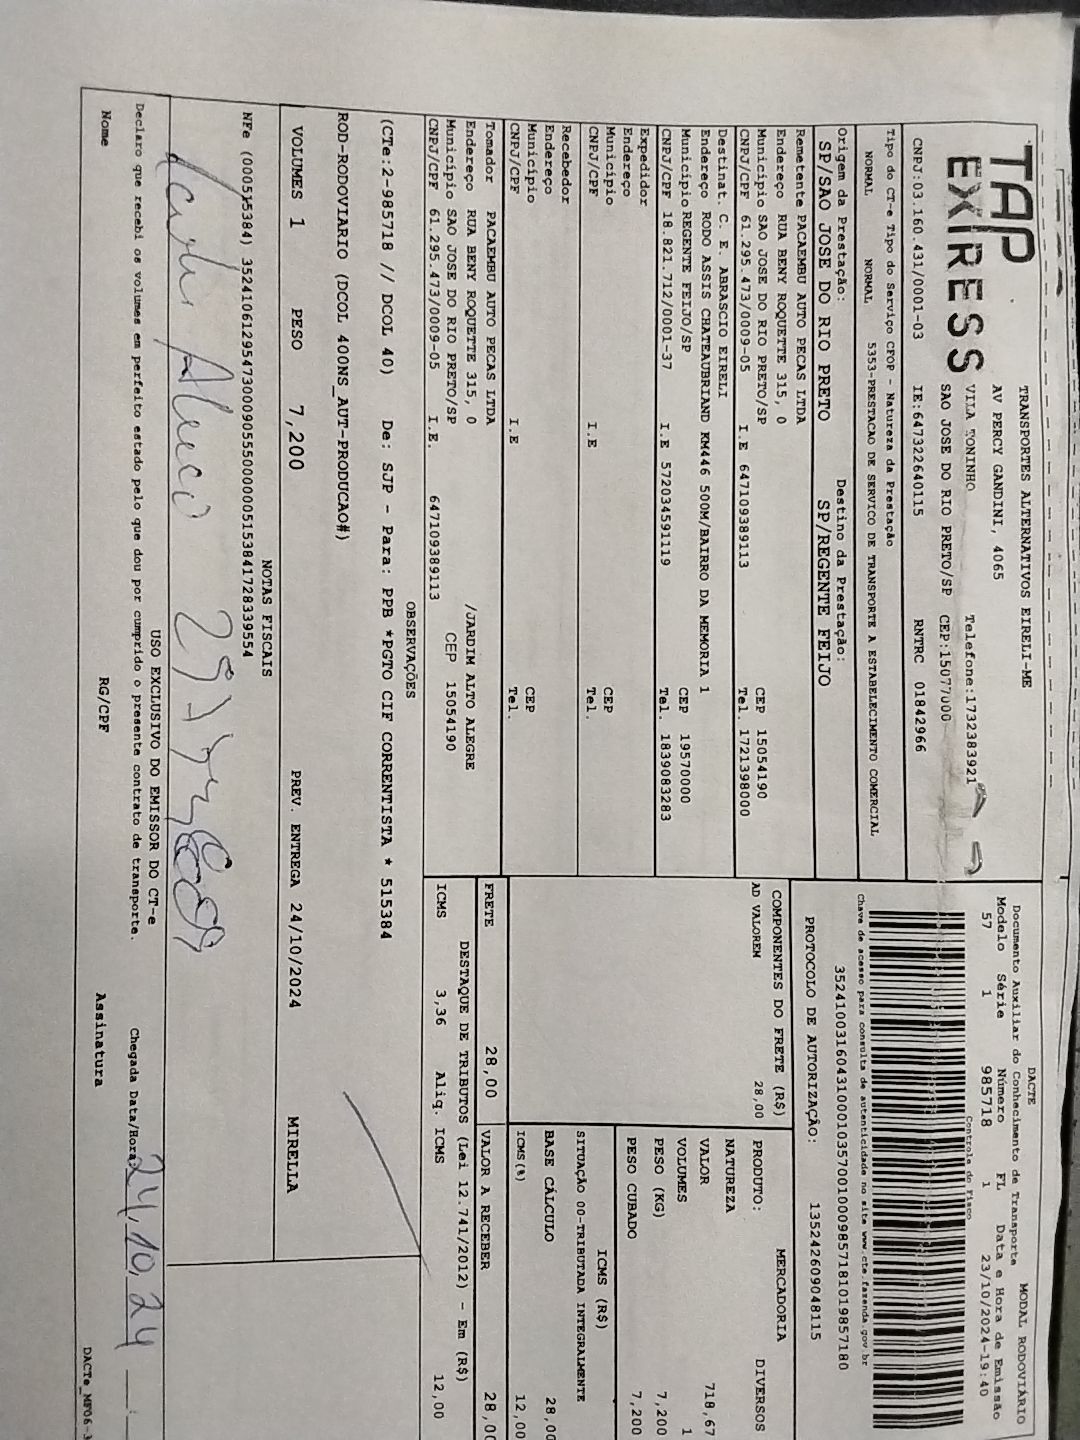 TAP
EXPRESS
TRANSPORTES ALTERNATIVOS EIRELI-ME
AV PERCY GANDINI, 4065
VILA TONINHO Telefone:1732383921
SAO JOSE DO RIO PRETO/SP CEP:15077000
CNPJ:03.160.431/0001-03 IE:647322640115 RNTRC 01842966
Tipo do CT-e Tipo do Serviço CFOP - Natureza da Prestação
NORMAL NORMAL 5353-PRESTACAO DE SERVICO DE TRANSPORTE A ESTABELECIMENTO COMERCIAL
Origem da Prestação: Destino da Prestação:
SP/SAO JOSE DO RIO PRETO SP/REGENTE FEIJO
Remetente PACAEMBU AUTO PECAS LTDA
Endereço RUA BENY ROQUETTE 315, 0
Município SAO JOSE DO RIO PRETO/SP CEP 15054190
CNPJ/CPF 61.295.473/0009-05 I.E 647109389113 Tel. 1721398000
Destinat. C. E. ABRASCIO EIRELI
Endereço RODO ASSIS CHATEAUBRIAND KM446 500M/BAIRRO DA MEMORIA 1
Município REGENTE FEIJO/SP CEP 19570000
CNPJ/CPF 18.821.712/0001-37 I.E 572034591119 Tel. 1839083283
Expedidor
Endereço
Município CEP
CNPJ/CPF I.E Tel.
Recebedor
Endereço
Município CEP
CNPJ/CPF I.E Tel.
Tomador PACAEMBU AUTO PECAS LTDA
Endereço RUA BENY ROQUETTE 315, 0 /JARDIM ALTO ALEGRE
Município SAO JOSE DO RIO PRETO/SP CEP 15054190
CNPJ/CPF 61.295.473/0009-05 I.E. 647109389113
DACTE MODAL RODOVIÁRIO
Documento Auxiliar do Conhecimento de Transporte
Modelo Série Número FL Data e Hora de Emissão
57 1 985718 1 23/10/2024-19:40
Controle do Fisco
Chave de acesso para consulta de autenticidade no site www.cte.fazenda.gov.br
35241003160431000103570010009857181019857180
PROTOCOLO DE AUTORIZAÇÃO: 135242609048115
COMPONENTES DO FRETE (R$)
AD VALOREM 28,00
PRODUTO: MERCADORIA
NATUREZA DIVERSOS
VALOR 718,67
VOLUMES 1
PESO (KG) 7,200
PESO CUBADO 7,200
ICMS (R$)
SITUAÇÃO 00-TRIBUTADA INTEGRALMENTE
BASE CÁLCULO 28,00
ICMS (%) 12,00
FRETE 28,00 VALOR A RECEBER 28,00
DESTAQUE DE TRIBUTOS (Lei 12.741/2012) - Em (R$)
ICMS 3,36 Aliq. ICMS 12,00
OBSERVAÇÕES
(CTe:2-985718 // DCOL 40) De: SJP - Para: PPB *PGTO CIF CORRENTISTA * 515384
ROD-RODOVIARIO (DCOL 400NS_AUT-PRODUCAO#)
VOLUMES 1 PESO 7,200 PREV. ENTREGA 24/10/2024 MIRELLA
NOTAS FISCAIS
NFe (000515384) 35241061295473000905550000005153841728339554
USO EXCLUSIVO DO EMISSOR DO CT-e
Declaro que recebi os volumes em perfeito estado pelo que dou por cumprido o presente contrato de transporte. Chegada Data/Hora 24,10,24
Nome RG/CPF Assinatura